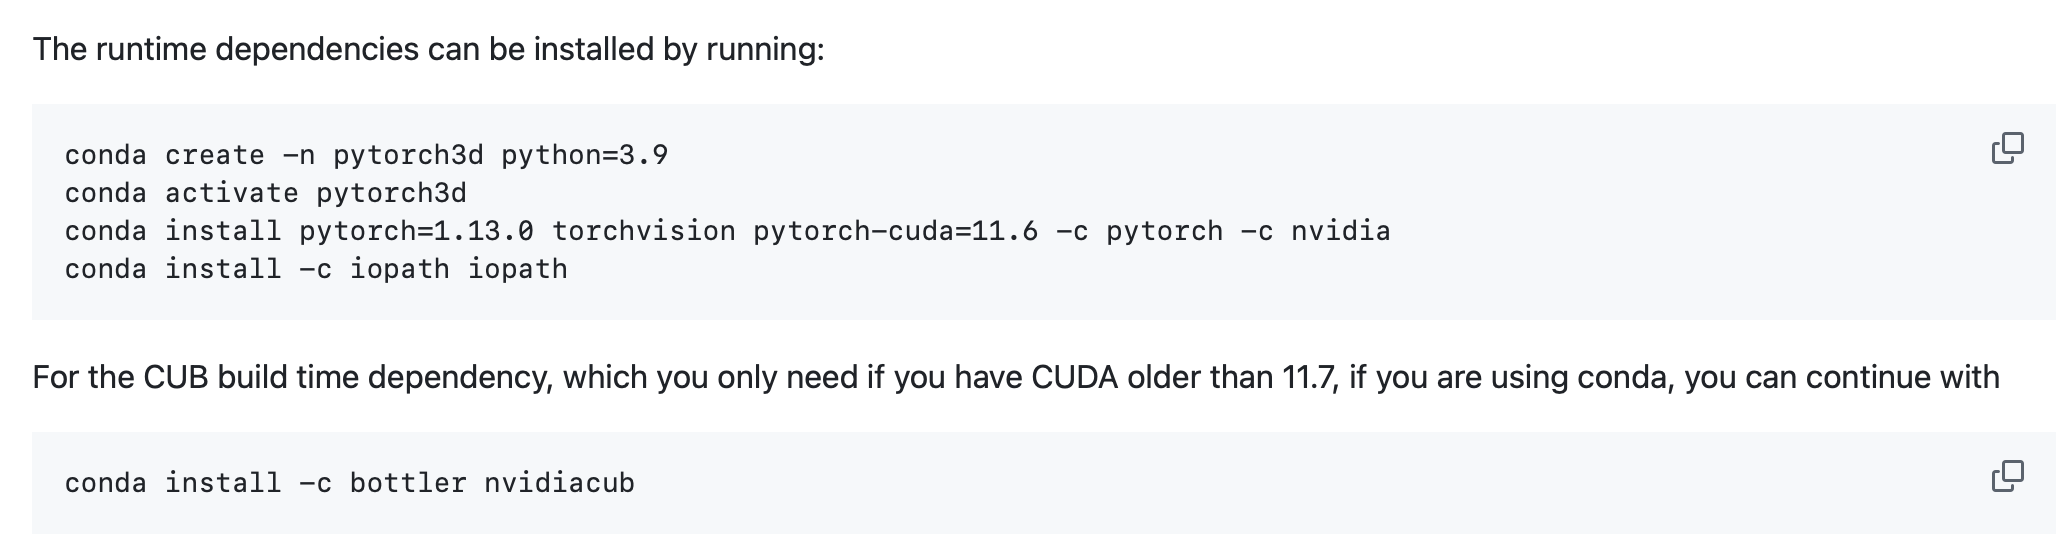 The runtime dependencies can be installed by running:
conda create -n pytorch3d python=3.9
conda activate pytorch3d
conda install pytorch=1.13.0 torchvision pytorch-cuda=11.6 -c pytorch -c nvidia
conda install -c iopath iopath
For the CUB build time dependency, which you only need if you have CUDA older than 11.7, if you are using conda, you can continue with
conda install -c bottler nvidiacub